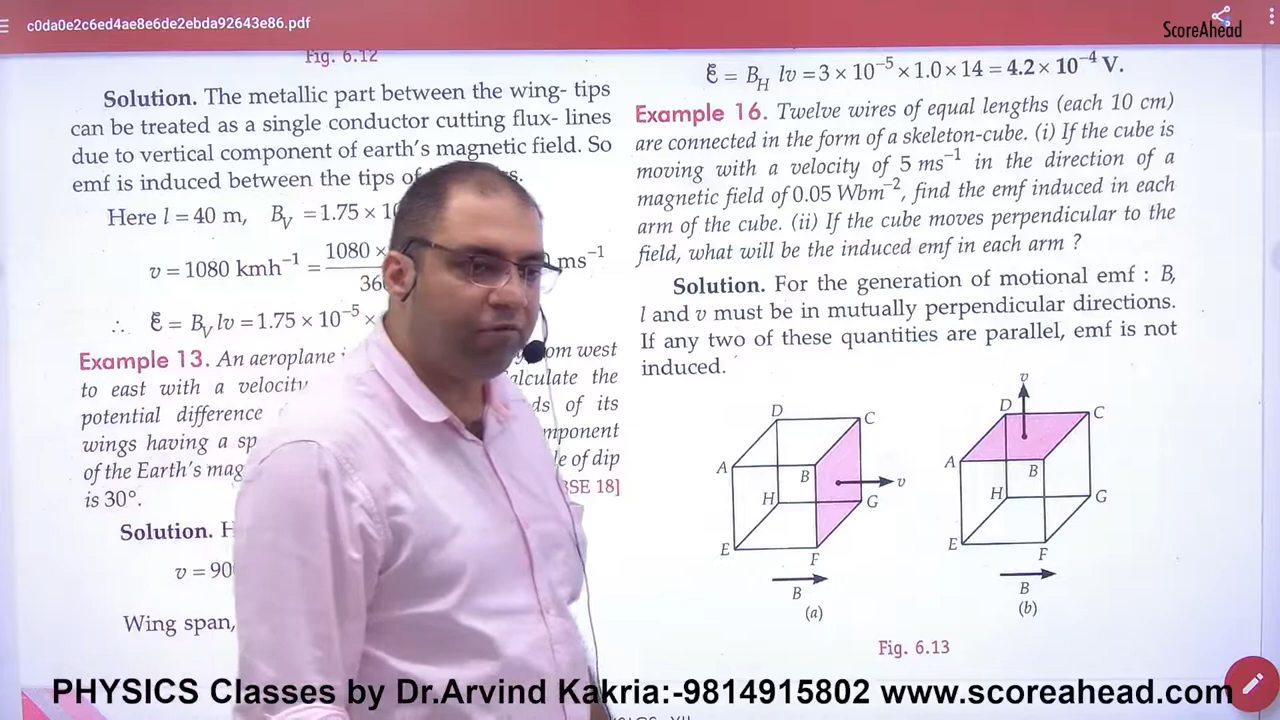 c0da0e2c6ed4ae8e6de2ebda92643e86.pdf
ScoreAhead
Fig. 6.12
Solution. The metallic part between the wing- tips
can be treated as a single conductor cutting flux- lines
due to vertical component of earth's magnetic field. So
emf is induced between the tips of
Here l = 40 m, B_V = 1.75 × 10
v = 1080 kmh⁻¹ = 1080 × ms⁻¹
∴ ℰ = B_V lv = 1.75 × 10⁻⁵ ×
Example 13. An aeroplane om west
to east with a velocity alculate the
potential difference ds of its
wings having a sp mponent
of the Earth's mag le of dip
is 30°. BSE 18]
Solution. H
v = 90
Wing span,
ℰ = B_H lv = 3 × 10⁻⁵ × 1.0 × 14 = 4.2 × 10⁻⁴ V.
Example 16. Twelve wires of equal lengths (each 10 cm)
are connected in the form of a skeleton-cube. (i) If the cube is
moving with a velocity of 5 ms⁻¹ in the direction of a
magnetic field of 0.05 Wbm⁻², find the emf induced in each
arm of the cube. (ii) If the cube moves perpendicular to the
field, what will be the induced emf in each arm ?
Solution. For the generation of motional emf : B,
l and v must be in mutually perpendicular directions.
If any two of these quantities are parallel, emf is not
induced.
D C
A B
H G v
E F
B
(a)
v
D C
A B
H G
E F
B
(b)
Fig. 6.13
PHYSICS Classes by Dr.Arvind Kakria:-9814915802 www.scoreahead.com